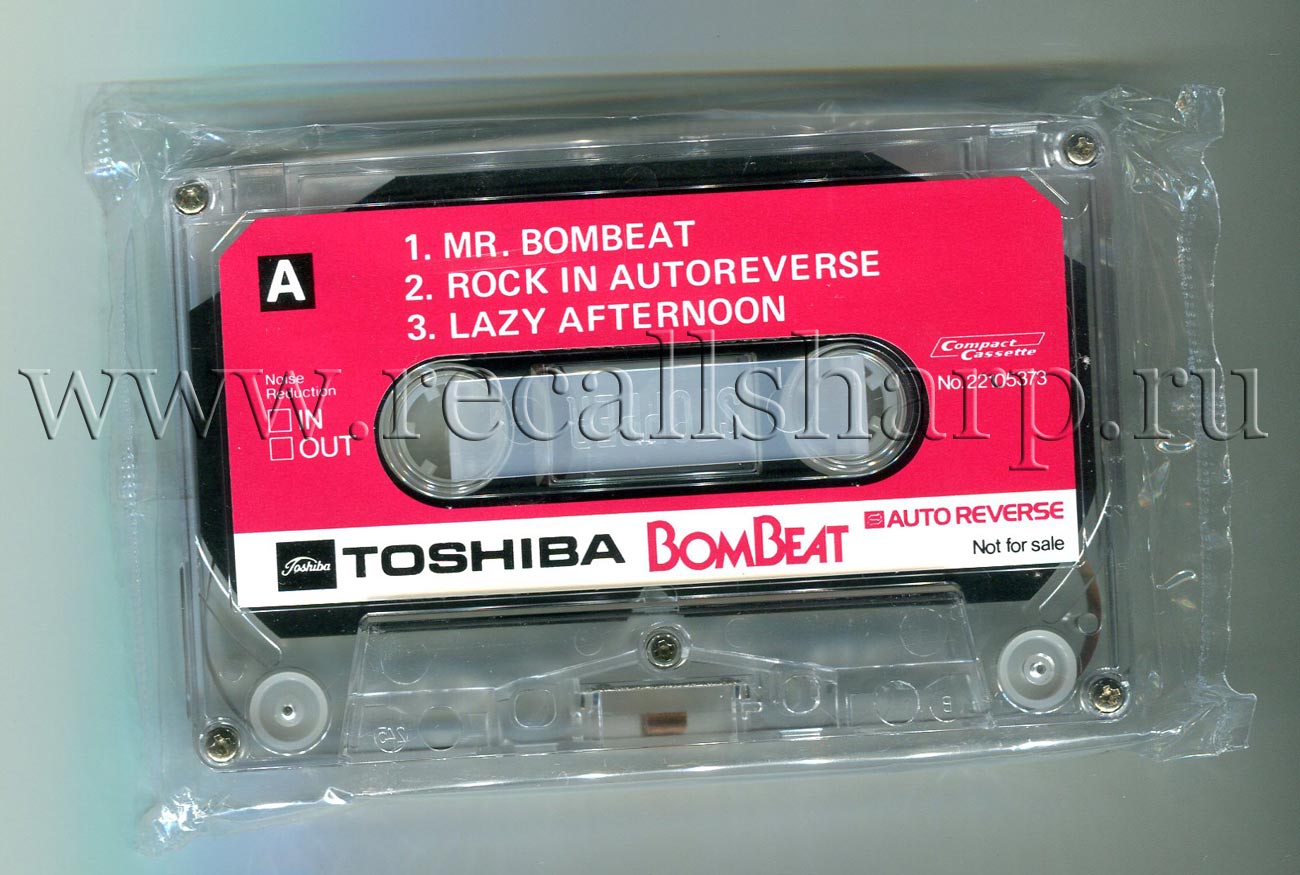 A
1. MR. BOMBEAT
2. ROCK IN AUTOREVERSE
3. LAZY AFTERNOON
Compact
Cassette
No.22105373
Noise
Reduction
IN
OUT
www.recallsharp.ru
Toshiba
TOSHIBA
BOMBEAT
AUTO REVERSE
Not for sale
B